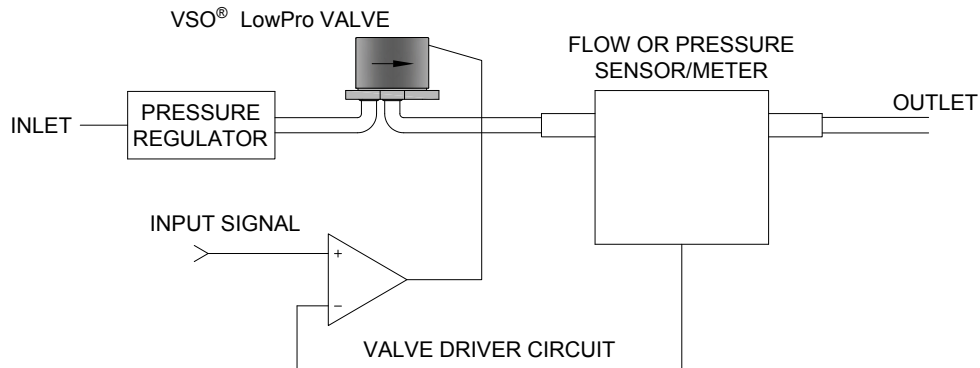 VSO® LowPro VALVE
FLOW OR PRESSURE
SENSOR/METER
INLET
PRESSURE
REGULATOR
OUTLET
INPUT SIGNAL
+
–
VALVE DRIVER CIRCUIT